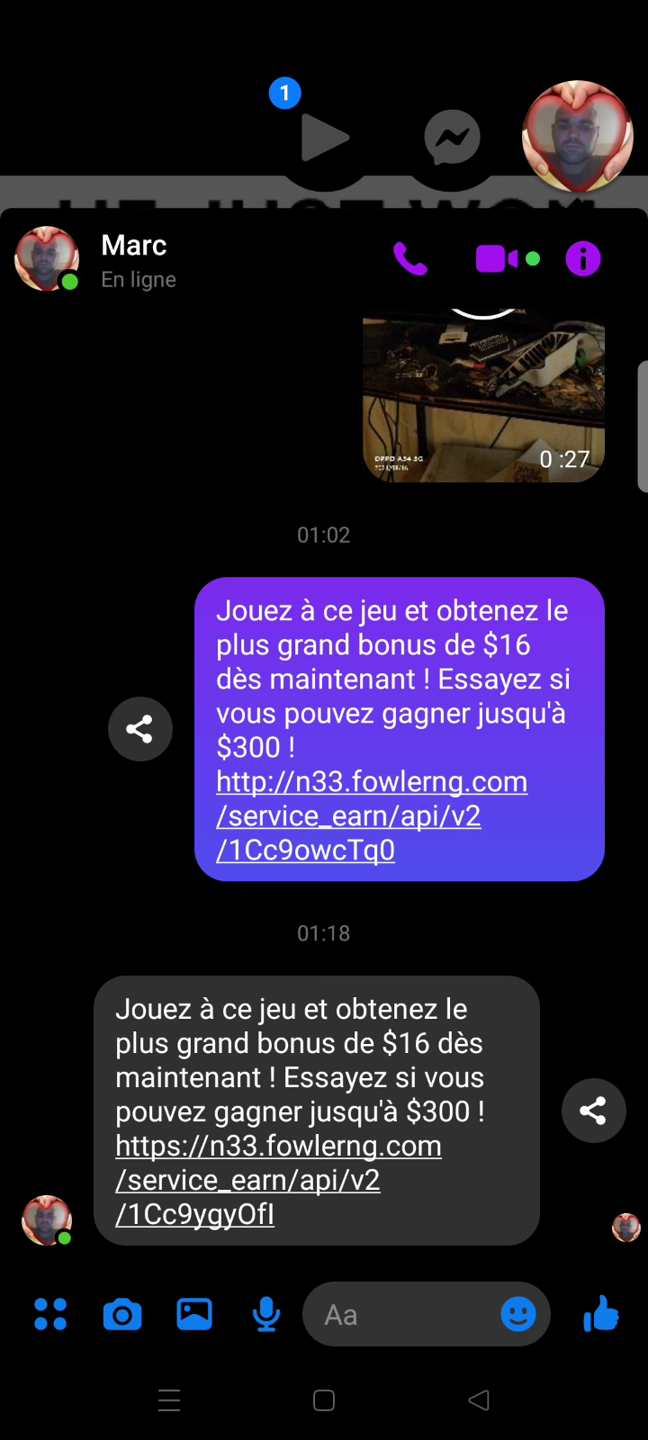 1
Marc
En ligne
0:27
01:02
Jouez à ce jeu et obtenez le
plus grand bonus de $16
dès maintenant ! Essayez si
vous pouvez gagner jusqu'à
$300 !
http://n33.fowlerng.com
/service_earn/api/v2
/1Cc9owcTq0
01:18
Jouez à ce jeu et obtenez le
plus grand bonus de $16 dès
maintenant ! Essayez si vous
pouvez gagner jusqu'à $300 !
https://n33.fowlerng.com
/service_earn/api/v2
/1Cc9ygyOfI
Aa